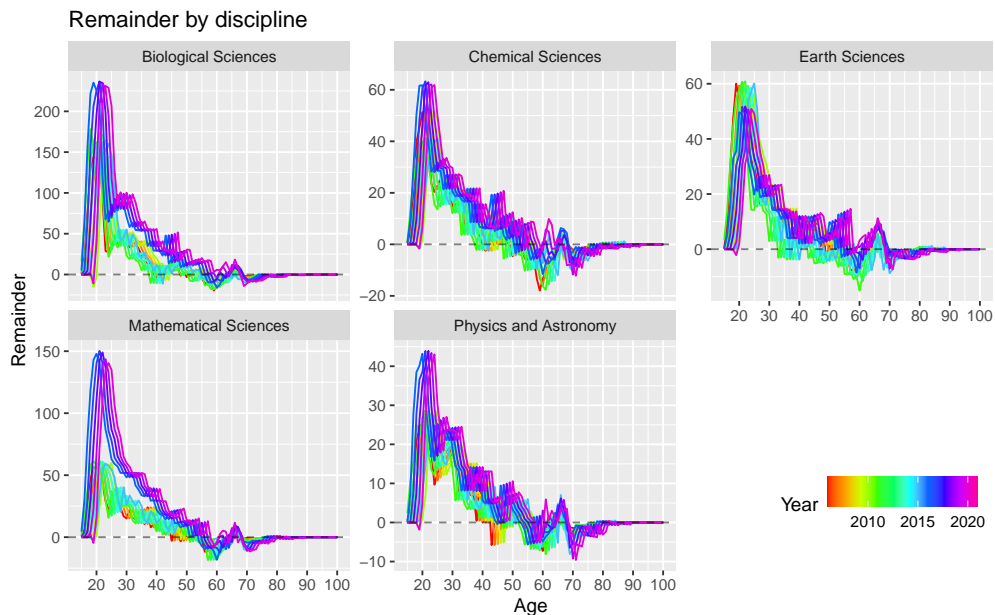 Remainder by discipline
Biological Sciences
Chemical Sciences
Earth Sciences
200
150
100
50
0
60
40
20
0
−20
60
40
20
0
20 30 40 50 60 70 80 90 100
Mathematical Sciences
Physics and Astronomy
150
100
50
0
40
30
20
10
0
−10
20 30 40 50 60 70 80 90 100
20 30 40 50 60 70 80 90 100
Remainder
Age
Year
2010 2015 2020